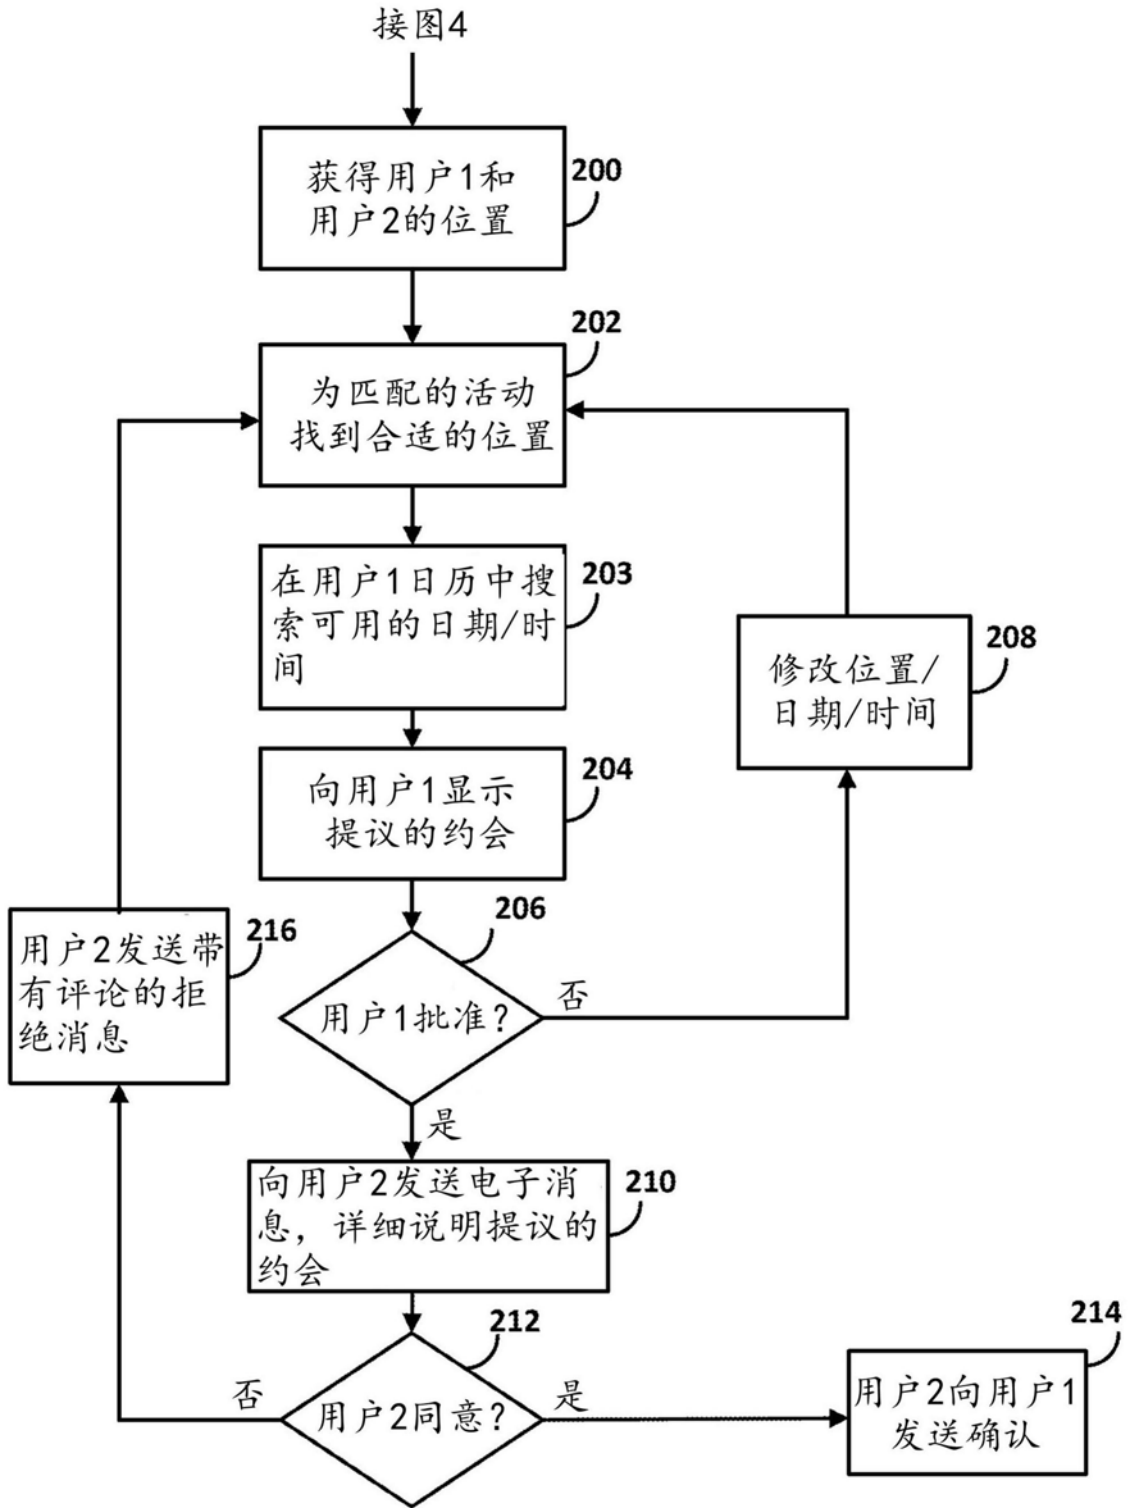 接图4
获得用户1和
用户2的位置
200
202
为匹配的活动
找到合适的位置
在用户1日历中搜
索可用的日期/时
间
203
修改位置/
日期/时间
208
向用户1显示
提议的约会
204
206
用户2发送带
有评论的拒
绝消息
216
用户1批准?
否
是
向用户2发送电子消
息，详细说明提议的
约会
210
212
用户2同意?
否
是
214
用户2向用户1
发送确认